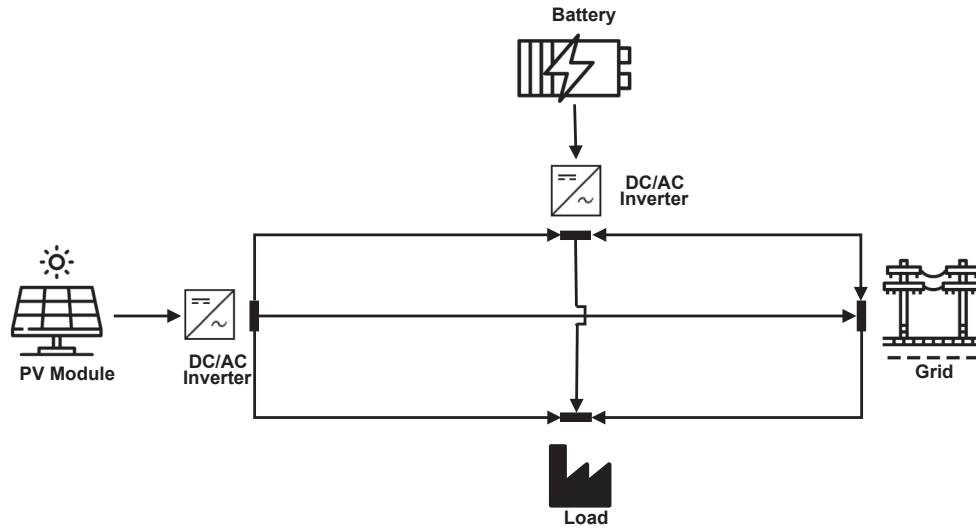 Battery
DC/AC
Inverter
PV Module
DC/AC
Inverter
Grid
Load